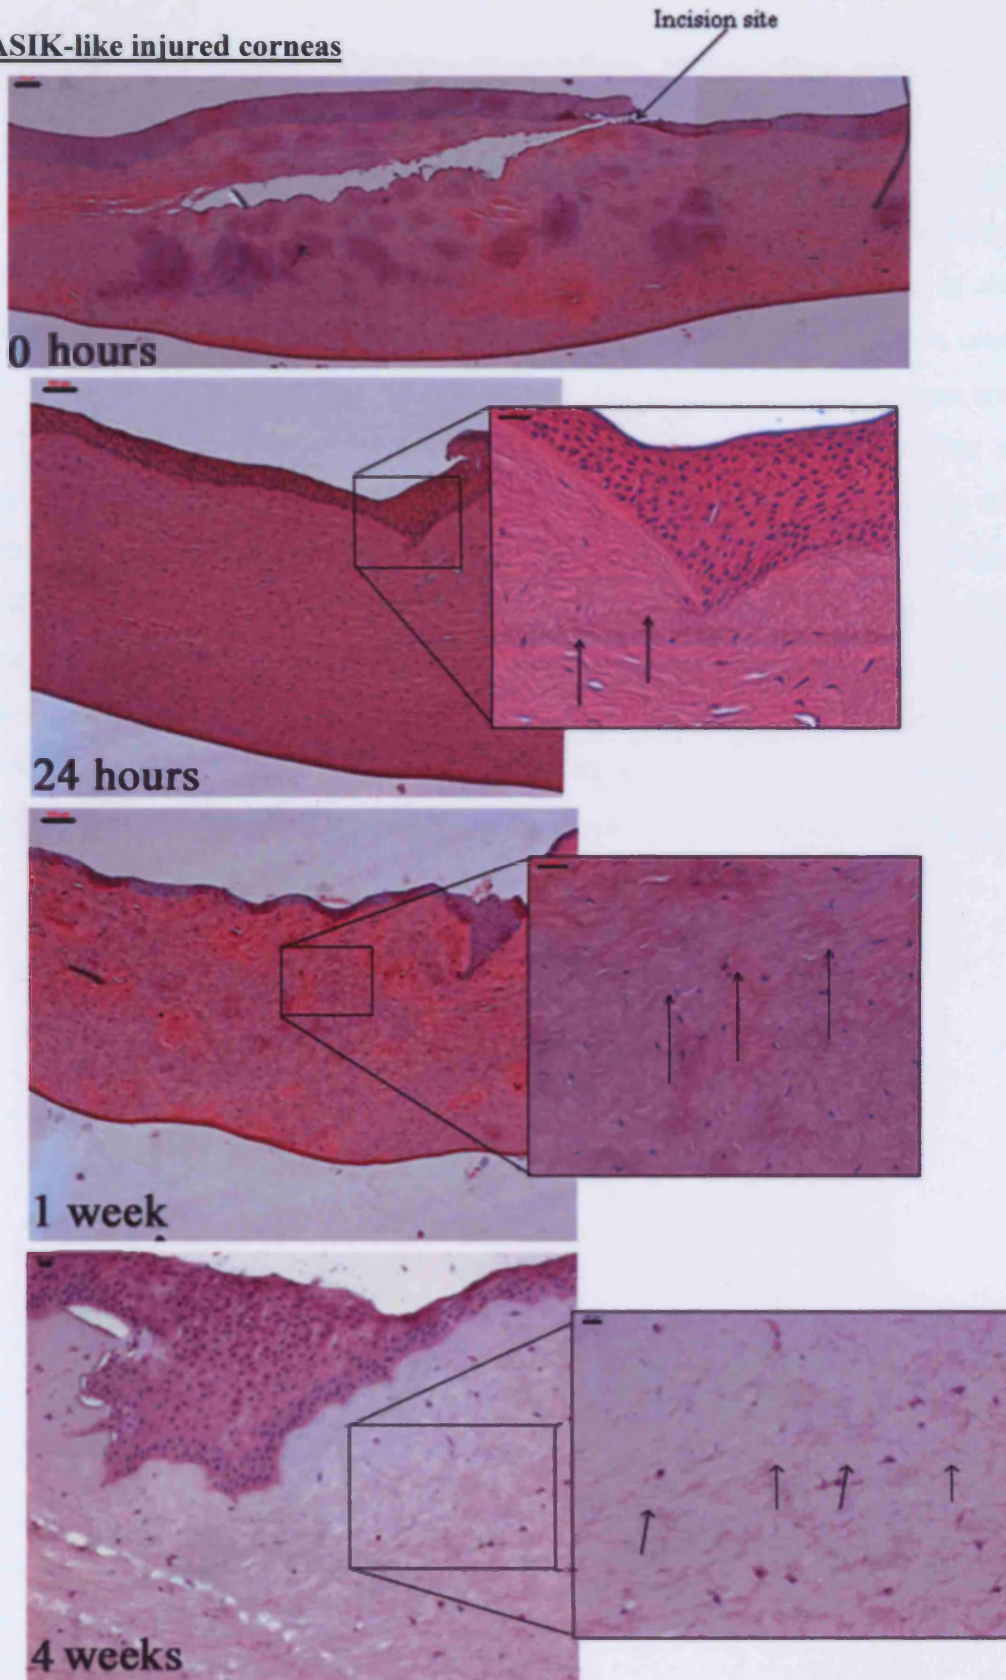 ASIK-like injured corneas
Incision site
0 hours
24 hours
1 week
4 weeks